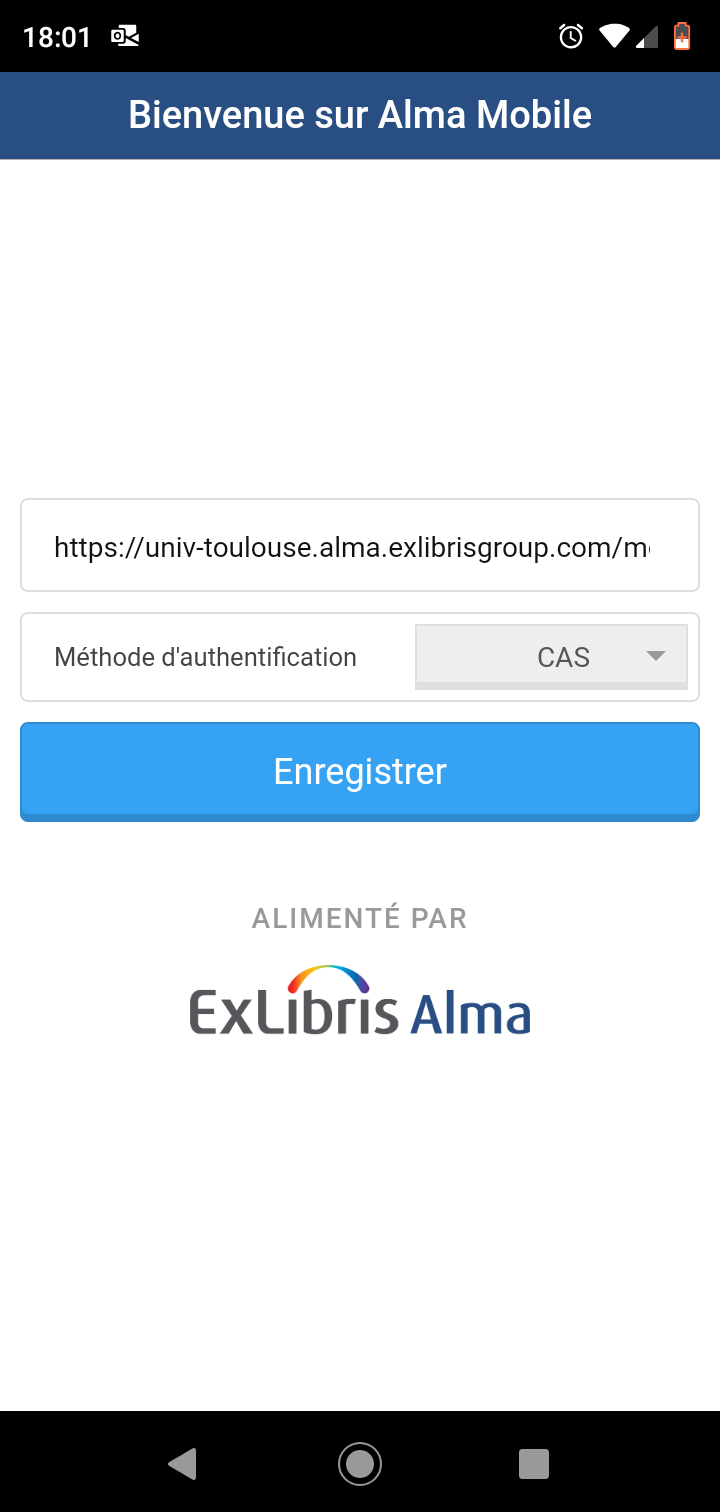 18:01
Bienvenue sur Alma Mobile
https://univ-toulouse.alma.exlibrisgroup.com/m
Méthode d'authentification
CAS
Enregistrer
ALIMENTÉ PAR
ExLibris Alma